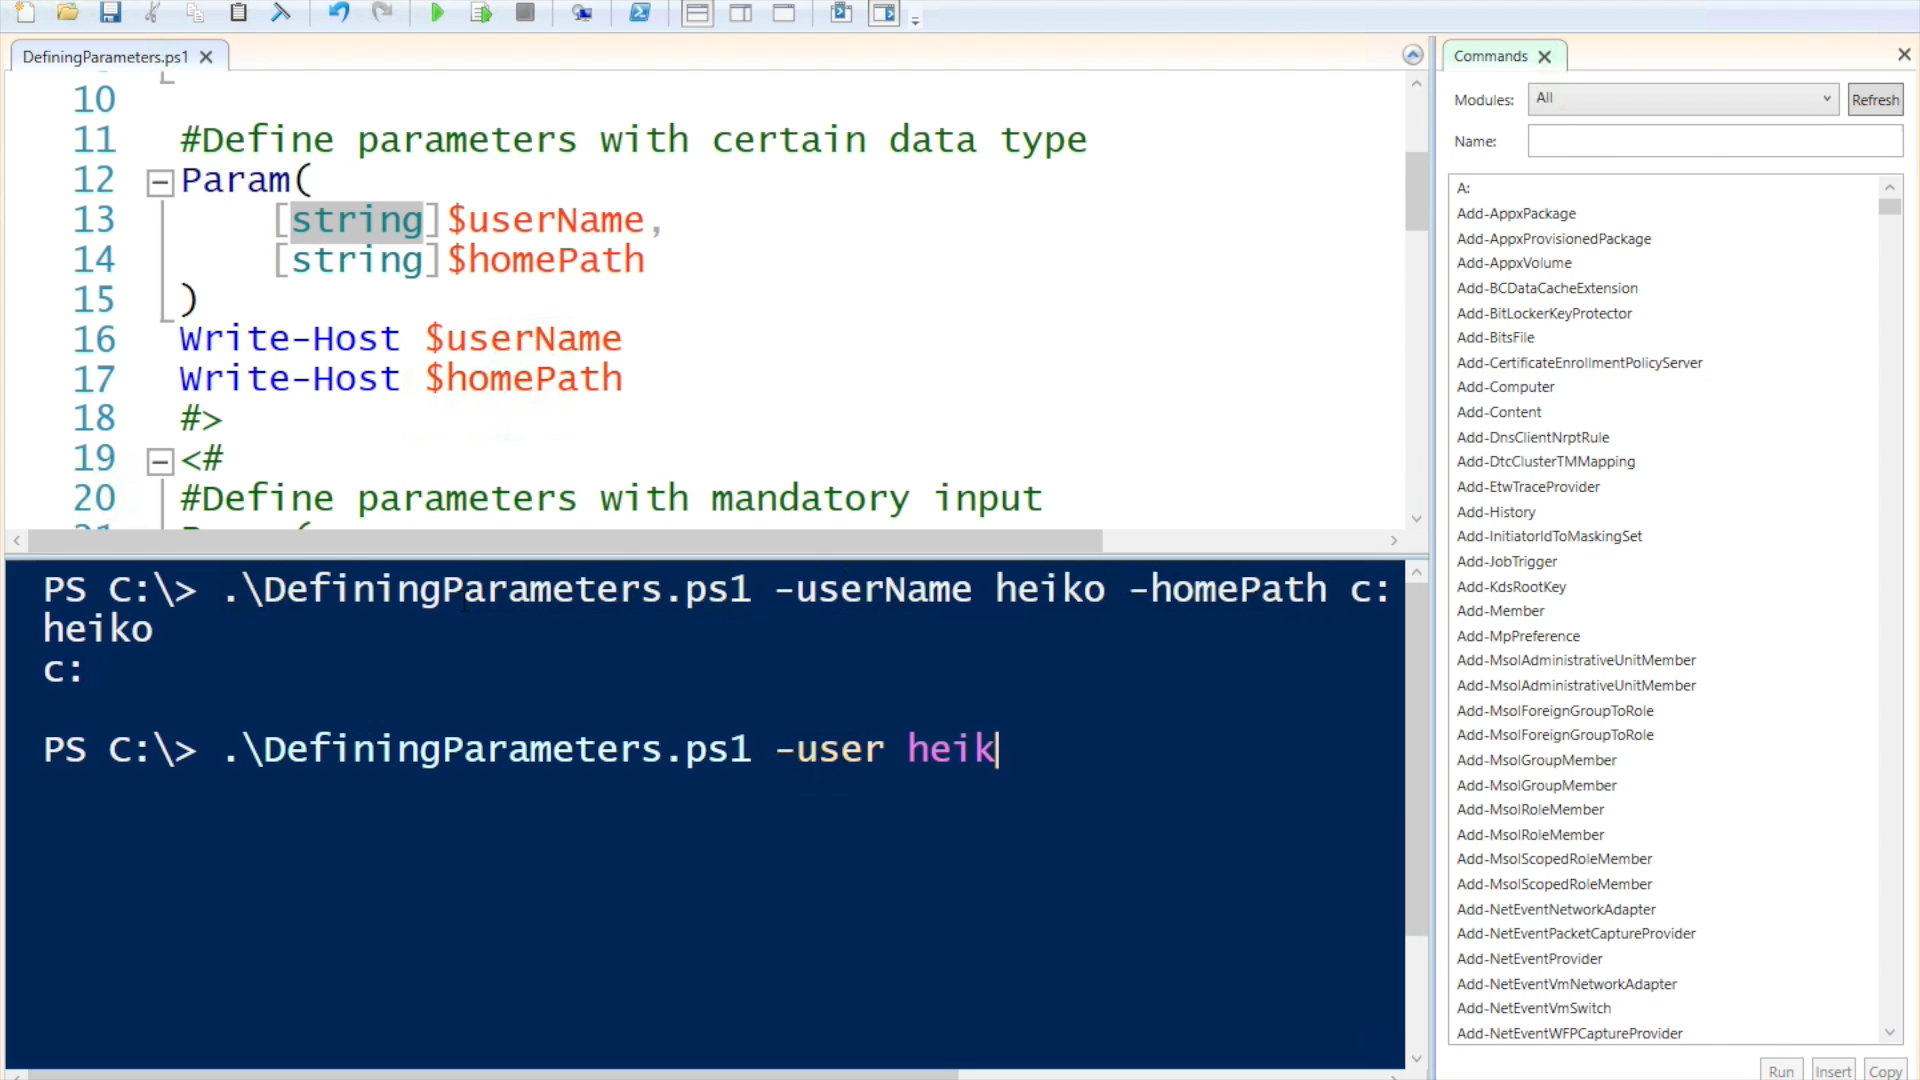 DefiningParameters.ps1
10
11 #Define parameters with certain data type
12 Param(
13 [string]$userName,
14 [string]$homePath
15 )
16 Write-Host $userName
17 Write-Host $homePath
18 #>
19 <#
20 #Define parameters with mandatory input
PS C:\> .\DefiningParameters.ps1 -userName heiko -homePath c:
heiko
c:
PS C:\> .\DefiningParameters.ps1 -user heik
Commands
Modules: All Refresh
Name:
A:
Add-AppxPackage
Add-AppxProvisionedPackage
Add-AppxVolume
Add-BCDataCacheExtension
Add-BitLockerKeyProtector
Add-BitsFile
Add-CertificateEnrollmentPolicyServer
Add-Computer
Add-Content
Add-DnsClientNrptRule
Add-DtcClusterTMMapping
Add-EtwTraceProvider
Add-History
Add-InitiatorIdToMaskingSet
Add-JobTrigger
Add-KdsRootKey
Add-Member
Add-MpPreference
Add-MsolAdministrativeUnitMember
Add-MsolAdministrativeUnitMember
Add-MsolForeignGroupToRole
Add-MsolForeignGroupToRole
Add-MsolGroupMember
Add-MsolGroupMember
Add-MsolRoleMember
Add-MsolRoleMember
Add-MsolScopedRoleMember
Add-MsolScopedRoleMember
Add-NetEventNetworkAdapter
Add-NetEventPacketCaptureProvider
Add-NetEventProvider
Add-NetEventVmNetworkAdapter
Add-NetEventVmSwitch
Add-NetEventWFPCaptureProvider
Run Insert Copy